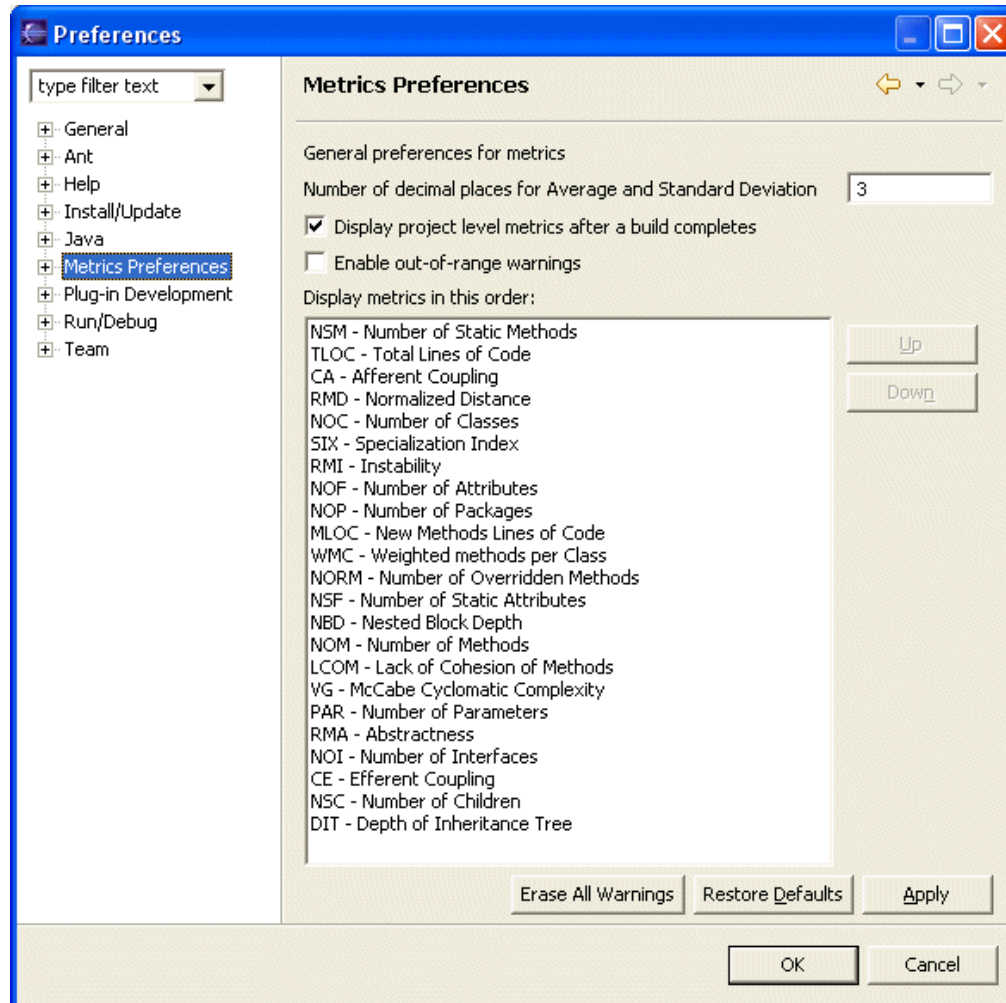 Preferences
type filter text
General
Ant
Help
Install/Update
Java
Metrics Preferences
Plug-in Development
Run/Debug
Team
Metrics Preferences
General preferences for metrics
Number of decimal places for Average and Standard Deviation 3
Display project level metrics after a build completes
Enable out-of-range warnings
Display metrics in this order:
NSM - Number of Static Methods
TLOC - Total Lines of Code
CA - Afferent Coupling
RMD - Normalized Distance
NOC - Number of Classes
SIX - Specialization Index
RMI - Instability
NOF - Number of Attributes
NOP - Number of Packages
MLOC - New Methods Lines of Code
WMC - Weighted methods per Class
NORM - Number of Overridden Methods
NSF - Number of Static Attributes
NBD - Nested Block Depth
NOM - Number of Methods
LCOM - Lack of Cohesion of Methods
VG - McCabe Cyclomatic Complexity
PAR - Number of Parameters
RMA - Abstractness
NOI - Number of Interfaces
CE - Efferent Coupling
NSC - Number of Children
DIT - Depth of Inheritance Tree
Up
Down
Erase All Warnings Restore Defaults Apply
OK Cancel